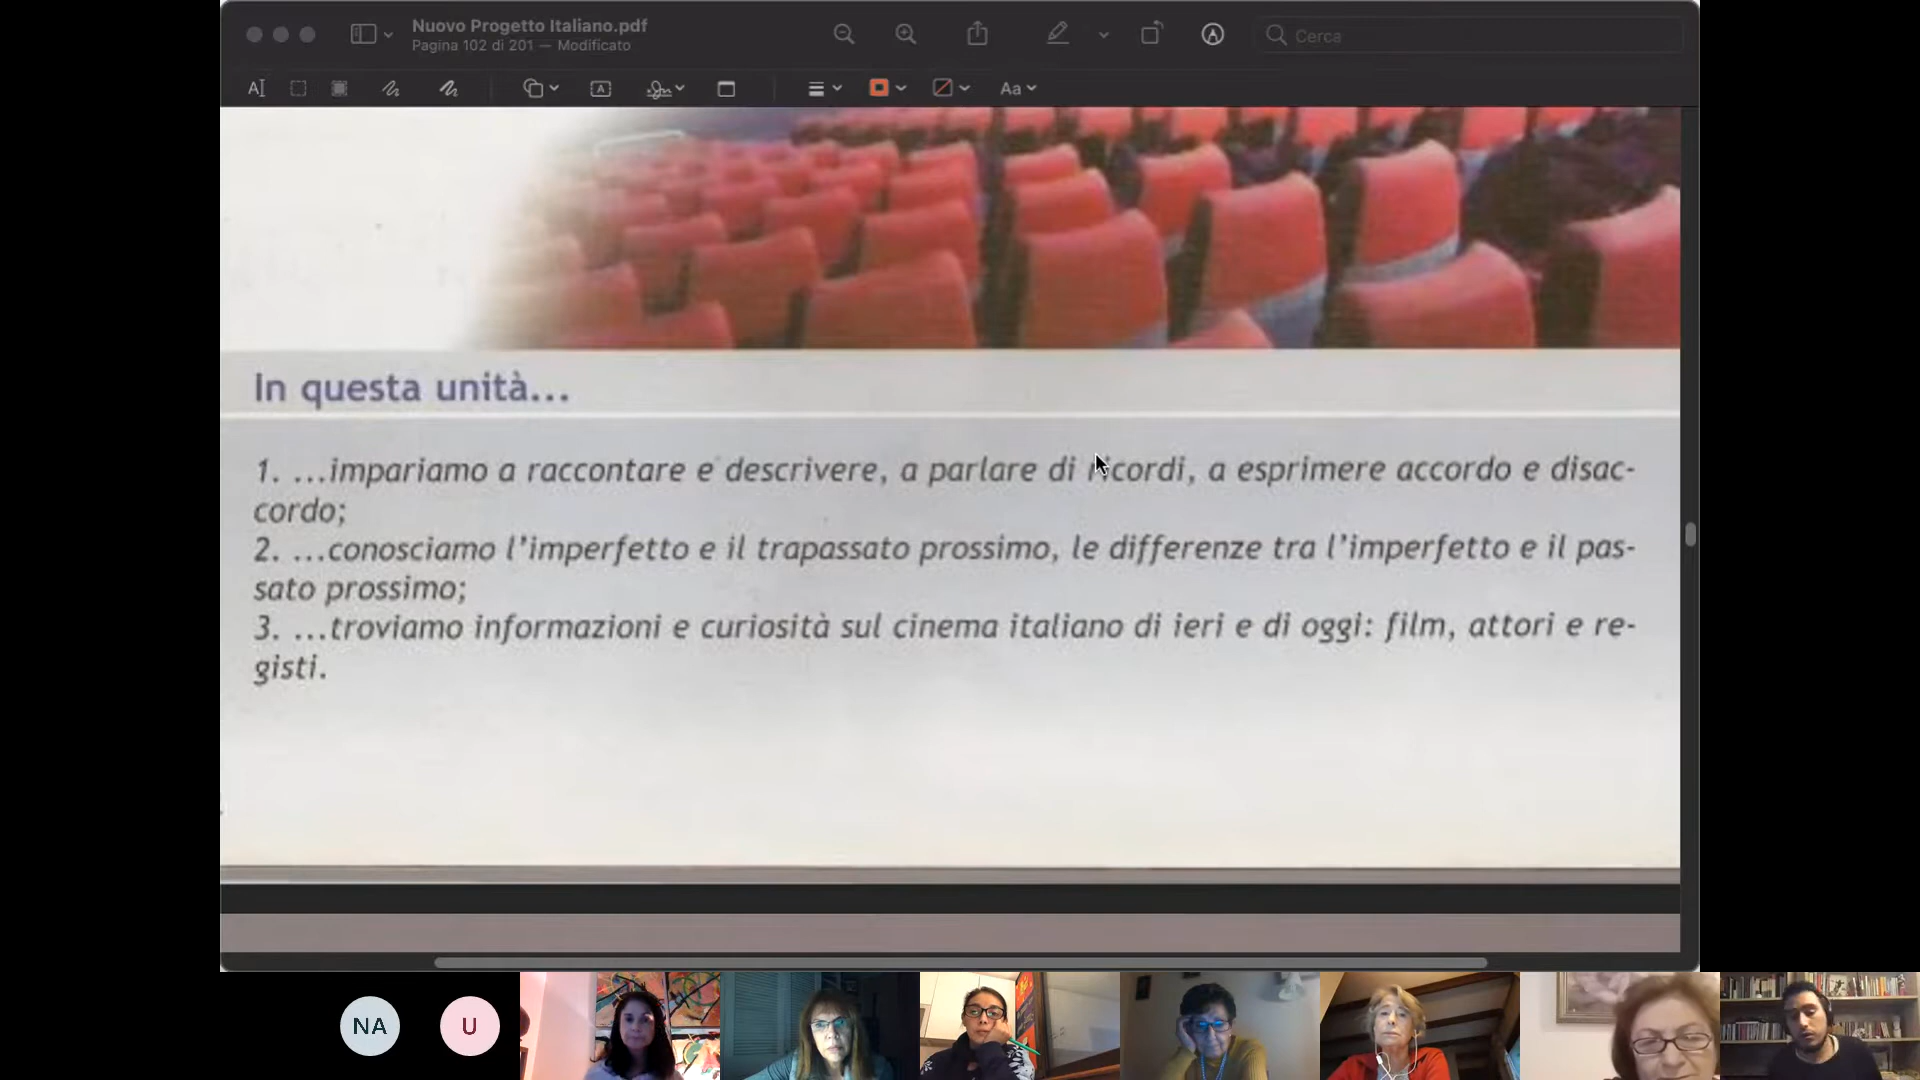 Nuovo Progetto Italiano.pdf
Pagina 102 di 201 — Modificato
Cerca
Aa
In questa unità...
1. ...impariamo a raccontare e descrivere, a parlare di ricordi, a esprimere accordo e disac-
cordo;
2. ...conosciamo l'imperfetto e il trapassato prossimo, le differenze tra l'imperfetto e il pas-
sato prossimo;
3. ...troviamo informazioni e curiosità sul cinema italiano di ieri e di oggi: film, attori e re-
gisti.
NA
U